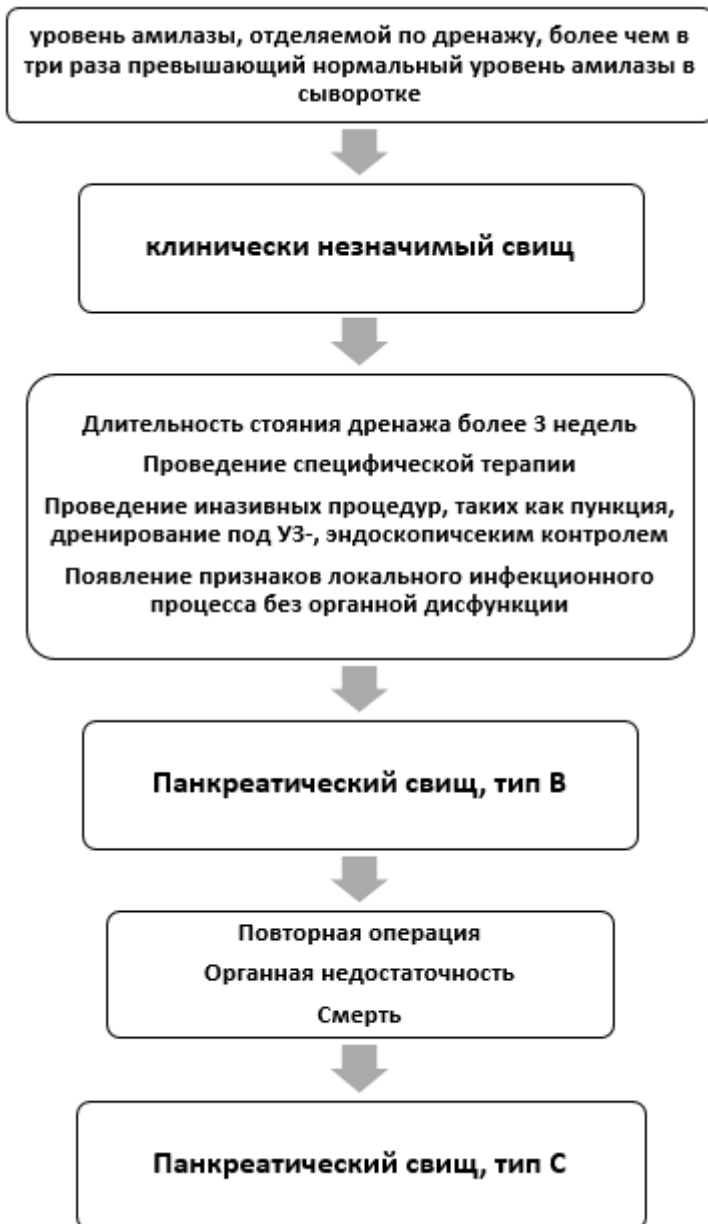 уровень амилазы, отделяемой по дренажу, более чем в
три раза превышающий нормальный уровень амилазы в
сыворотке
клинически незначимый свищ
Длительность стояния дренажа более 3 недель
Проведение специфической терапии
Проведение иназивных процедур, таких как пункция,
дренирование под УЗ-, эндоскопичсеким контролем
Появление признаков локального инфекционного
процесса без органной дисфункции
Панкреатический свищ, тип В
Повторная операция
Органная недостаточность
Смерть
Панкреатический свищ, тип С